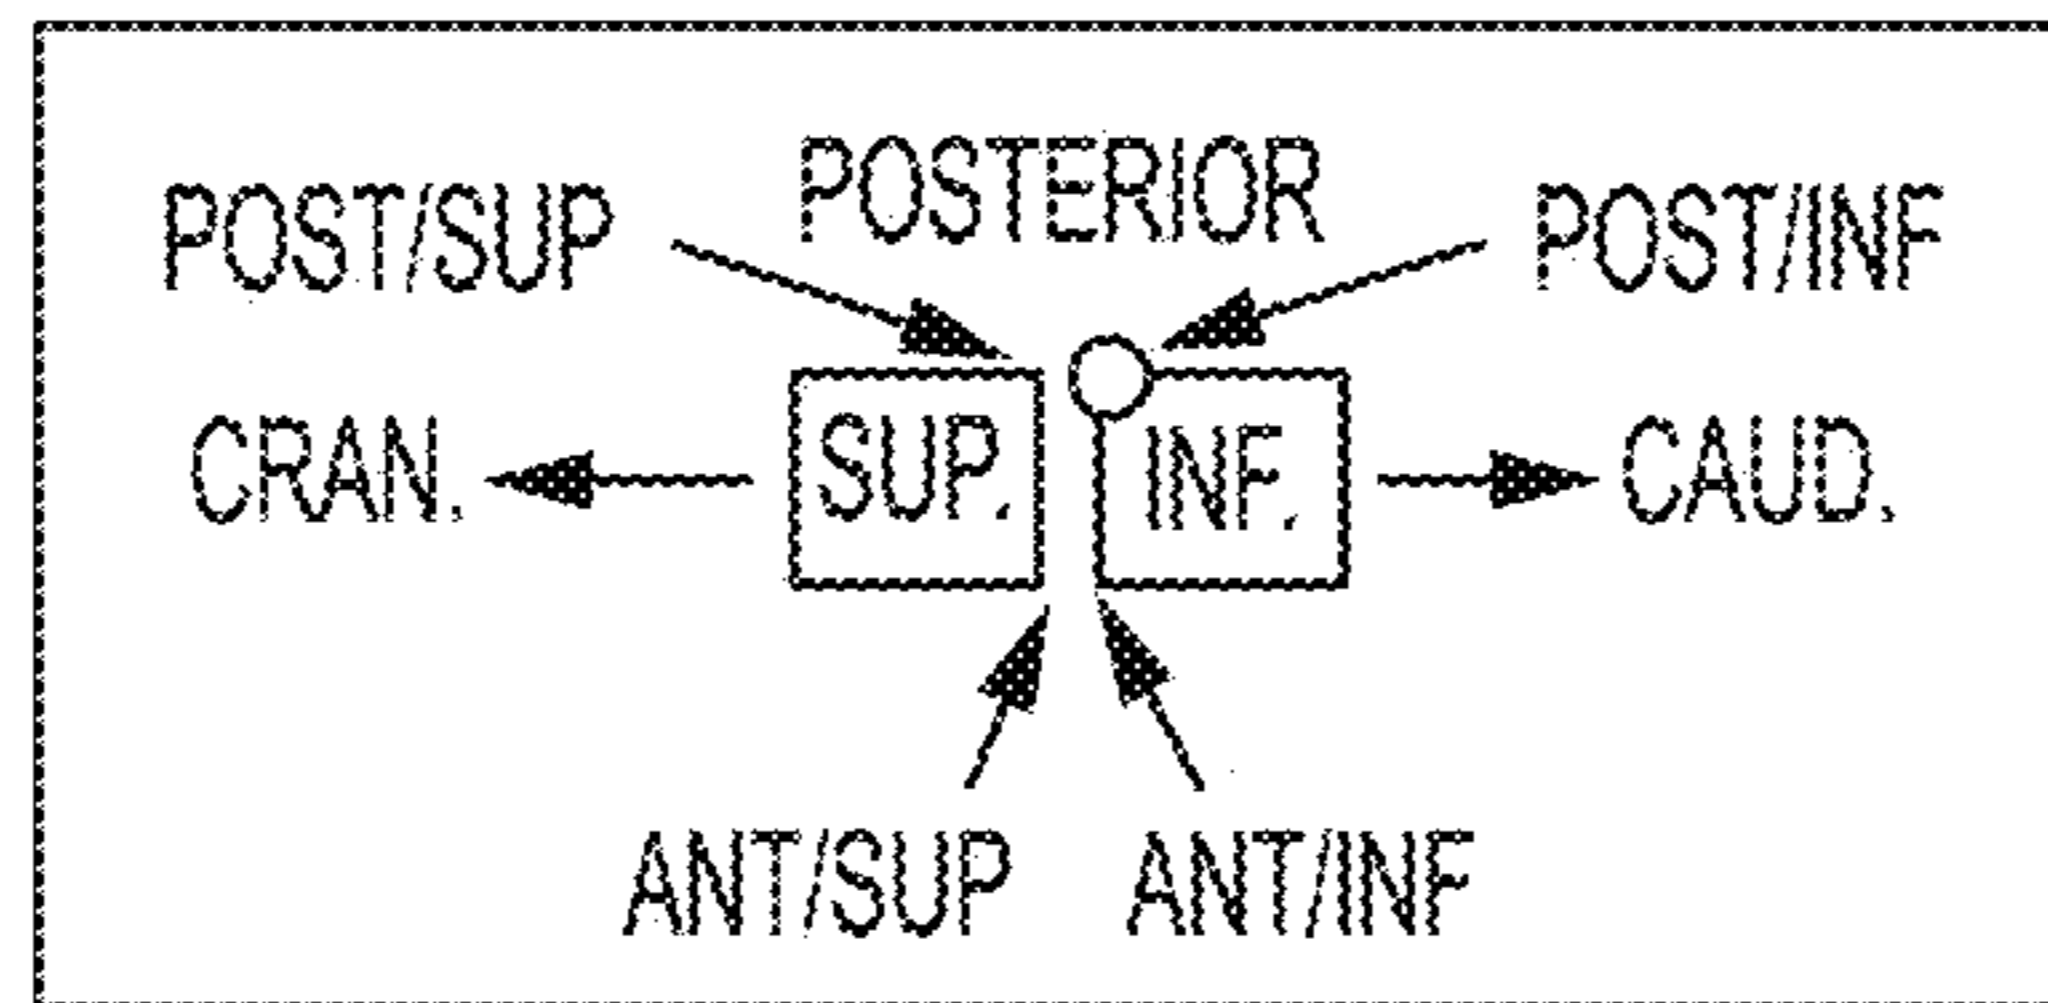 POSTERIOR
POST/SUP
POST/INF
CRAN.
SUP.
INF.
CAUD.
ANT/SUP
ANT/INF